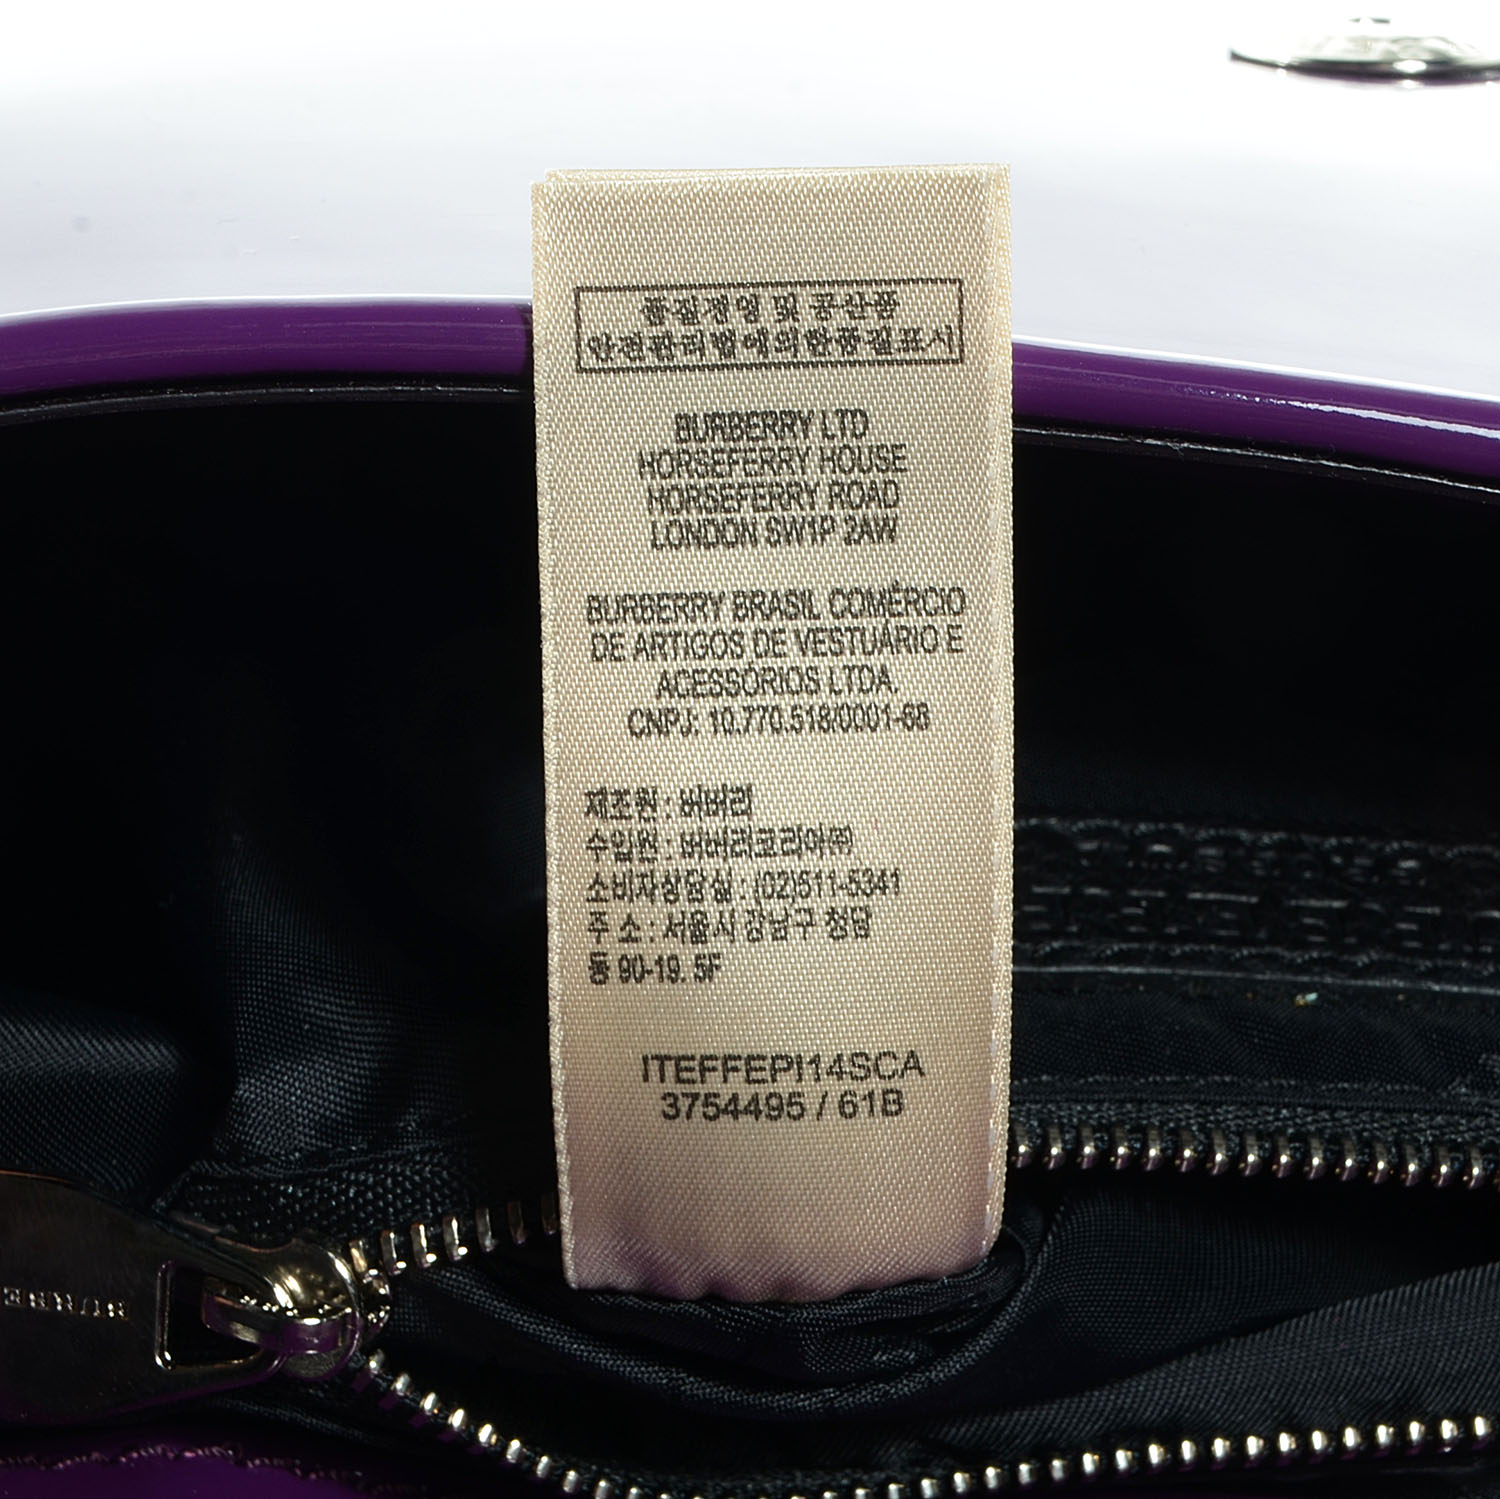 품질경영 및 공산품
안전관리법에의한품질표시
BURBERRY LTD
HORSEFERRY HOUSE
HORSEFERRY ROAD
LONDON SW1P 2AW
BURBERRY BRASIL COMÉRCIO
DE ARTIGOS DE VESTUÁRIO E
ACESSÓRIOS LTDA.
CNPJ: 10.770.518/0001-68
제조원 : 버버리
수입원 : 버버리코리아㈜
소비자상담실 : (02)511-5341
주 소 : 서울시 강남구 청담
동 90-19. 5F
ITEFFEPI14SCA
3754495 / 61B